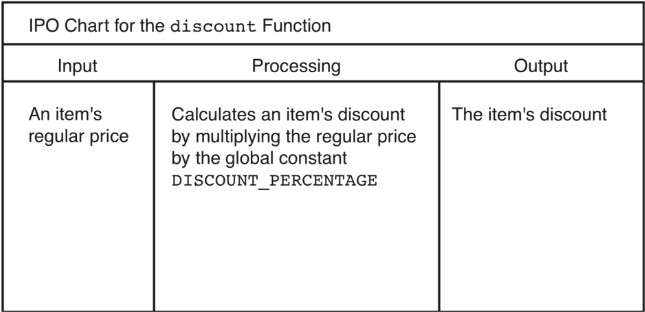 IPO Chart for the discount Function
Input
Processing
Output
An item's
regular price
Calculates an item's discount
by multiplying the regular price
by the global constant
DISCOUNT_PERCENTAGE
The item's discount